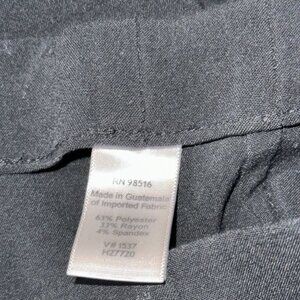 RN 98516
Made in Guatemala
of Imported Fabric
63% Polyester
33% Rayon
4% Spandex
V# 1537
H27720